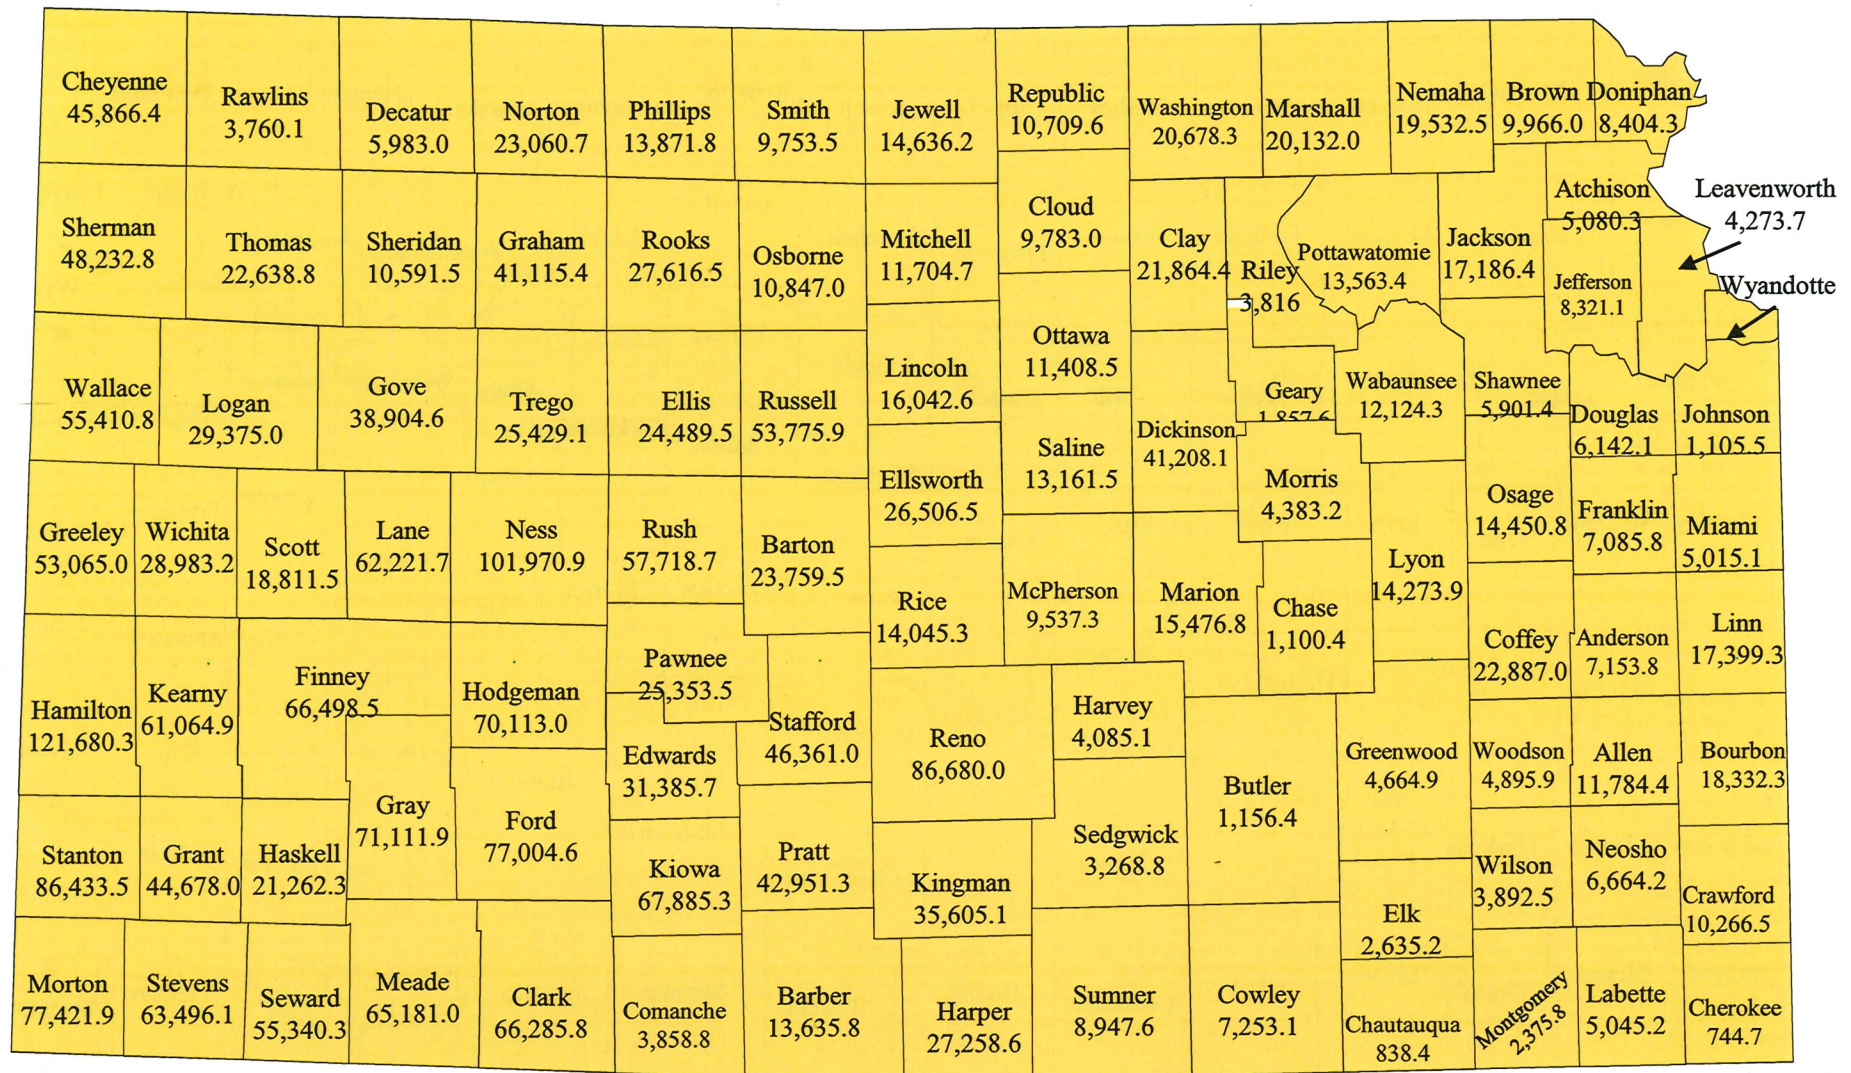 Cheyenne
45,866.4
Rawlins
3,760.1
Decatur
5,983.0
Norton
23,060.7
Phillips
13,871.8
Smith
9,753.5
Jewell
14,636.2
Republic
10,709.6
Washington
20,678.3
Marshall
20,132.0
Nemaha
19,532.5
Brown
9,966.0
Doniphan
8,404.3
Sherman
48,232.8
Thomas
22,638.8
Sheridan
10,591.5
Graham
41,115.4
Rooks
27,616.5
Osborne
10,847.0
Mitchell
11,704.7
Cloud
9,783.0
Clay
21,864.4
Riley
3,816
Pottawatomie
13,563.4
Jackson
17,186.4
Atchison
5,080.3
Jefferson
8,321.1
Leavenworth
4,273.7
Wyandotte
Wallace
55,410.8
Logan
29,375.0
Gove
38,904.6
Trego
25,429.1
Ellis
24,489.5
Russell
53,775.9
Lincoln
16,042.6
Ottawa
11,408.5
Saline
13,161.5
Dickinson
41,208.1
Geary
1,857.6
Wabaunsee
12,124.3
Shawnee
5,901.4
Douglas
6,142.1
Johnson
1,105.5
Greeley
53,065.0
Wichita
28,983.2
Scott
18,811.5
Lane
62,221.7
Ness
101,970.9
Rush
57,718.7
Barton
23,759.5
Ellsworth
26,506.5
Rice
14,045.3
McPherson
9,537.3
Marion
15,476.8
Morris
4,383.2
Chase
1,100.4
Lyon
14,273.9
Osage
14,450.8
Franklin
7,085.8
Miami
5,015.1
Hamilton
121,680.3
Kearny
61,064.9
Finney
66,498.5
Hodgeman
70,113.0
Pawnee
25,353.5
Edwards
31,385.7
Stafford
46,361.0
Reno
86,680.0
Harvey
4,085.1
Butler
1,156.4
Greenwood
4,664.9
Coffey
22,887.0
Anderson
7,153.8
Linn
17,399.3
Woodson
4,895.9
Allen
11,784.4
Bourbon
18,332.3
Stanton
86,433.5
Grant
44,678.0
Haskell
21,262.3
Gray
71,111.9
Ford
77,004.6
Kiowa
67,885.3
Pratt
42,951.3
Kingman
35,605.1
Sedgwick
3,268.8
Elk
2,635.2
Wilson
3,892.5
Neosho
6,664.2
Crawford
10,266.5
Morton
77,421.9
Stevens
63,496.1
Seward
55,340.3
Meade
65,181.0
Clark
66,285.8
Comanche
3,858.8
Barber
13,635.8
Harper
27,258.6
Sumner
8,947.6
Cowley
7,253.1
Chautauqua
838.4
Montgomery
2,375.8
Labette
5,045.2
Cherokee
744.7